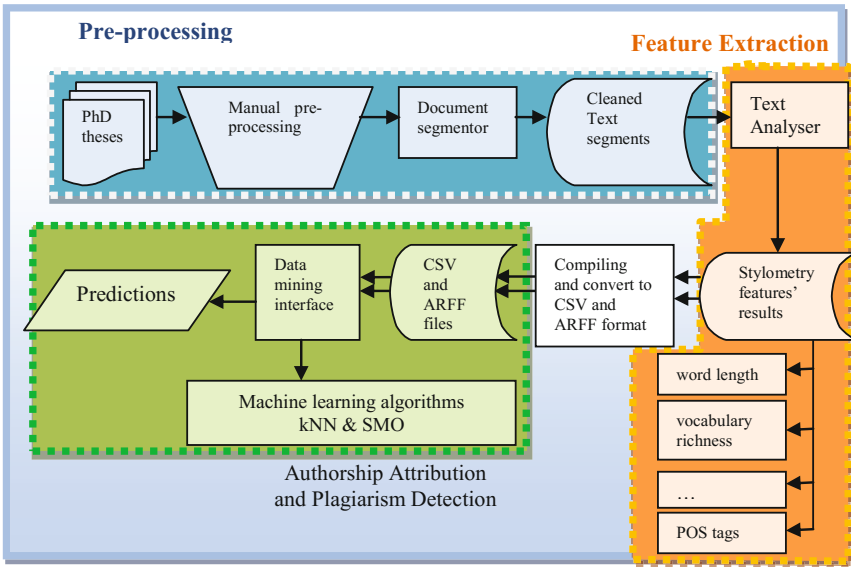 Pre-processing
Feature Extraction
PhD
theses
Manual pre-
processing
Document
segmentor
Cleaned
Text
segments
Text
Analyser
Predictions
Data
mining
interface
CSV
and
ARFF
files
Compiling
and convert to
CSV and
ARFF format
Stylometry
features'
results
Machine learning algorithms
kNN & SMO
word length
vocabulary
richness
...
POS tags
Authorship Attribution
and Plagiarism Detection